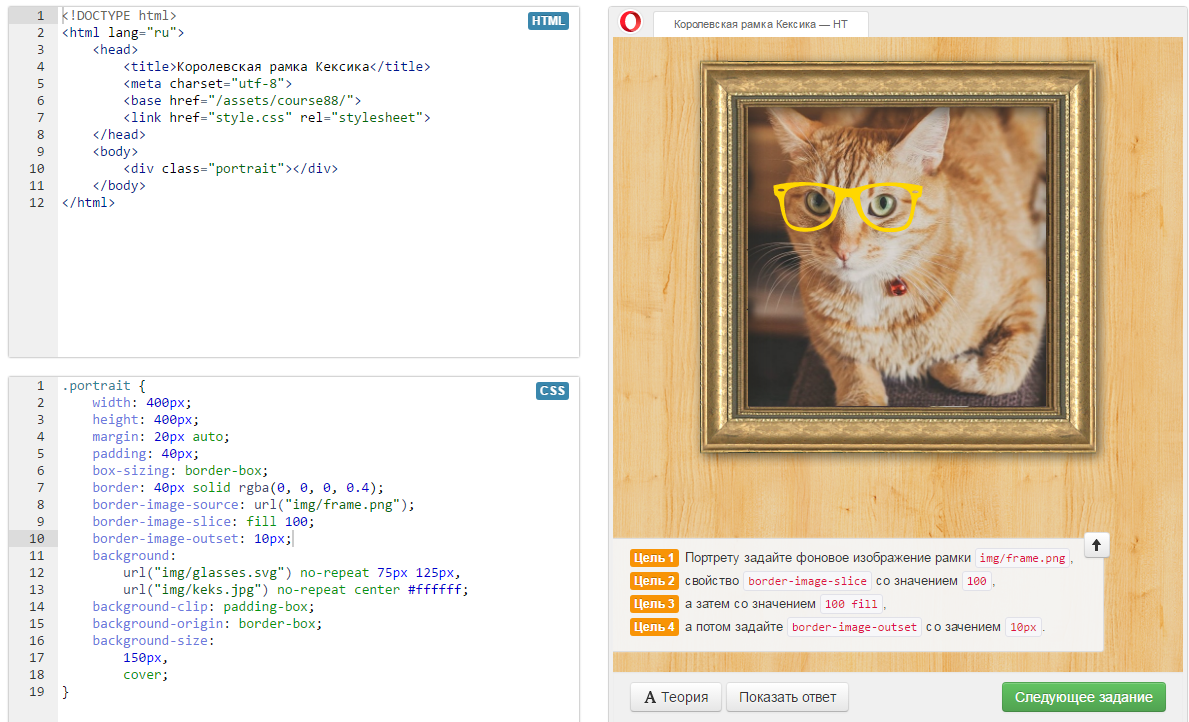 1 <!DOCTYPE html>
HTML
2 <html lang="ru">
3 <head>
4 <title>Королевская рамка Кексика</title>
5 <meta charset="utf-8">
6 <base href="/assets/course88/">
7 <link href="style.css" rel="stylesheet">
8 </head>
9 <body>
10 <div class="portrait"></div>
11 </body>
12 </html>
1 .portrait {
CSS
2 width: 400px;
3 height: 400px;
4 margin: 20px auto;
5 padding: 40px;
6 box-sizing: border-box;
7 border: 40px solid rgba(0, 0, 0, 0.4);
8 border-image-source: url("img/frame.png");
9 border-image-slice: fill 100;
10 border-image-outset: 10px;
11 background:
12 url("img/glasses.svg") no-repeat 75px 125px,
13 url("img/keks.jpg") no-repeat center #ffffff;
14 background-clip: padding-box;
15 background-origin: border-box;
16 background-size:
17 150px,
18 cover;
19 }
Королевская рамка Кексика — НТ
Цель 1 Портрету задайте фоновое изображение рамки img/frame.png,
Цель 2 свойство border-image-slice со значением 100,
Цель 3 а затем со значением 100 fill,
Цель 4 а потом задайте border-image-outset со зачением 10px.
A Теория
Показать ответ
Следующее задание